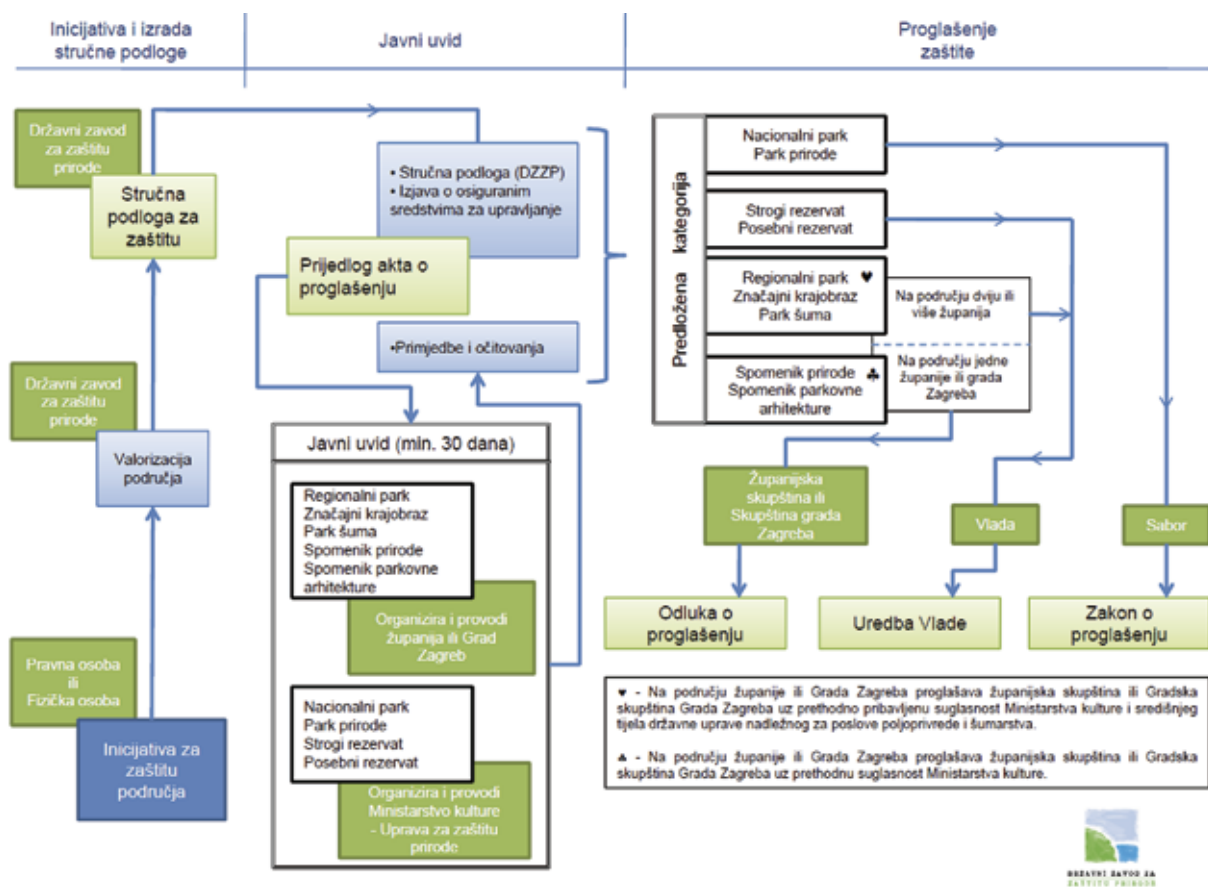 Inicijativa i izrada
stručne podloge
Javni uvid
Proglašenje
zaštite
Državni zavod
za zaštitu
prirode
Stručna
podloga za
zaštitu
Državni zavod
za zaštitu
prirode
Valorizacija
područja
Pravna osoba
ili
Fizička osoba
Inicijativa za
zaštitu
područja
• Stručna podloga (DZZP)
• Izjava o osiguranim
sredstvima za upravljanje
Prijedlog akta o
proglašenju
•Primjedbe i očitovanja
Javni uvid (min. 30 dana)
Regionalni park
Značajni krajobraz
Park šuma
Spomenik prirode
Spomenik parkovne
arhitekture
Organizira i provodi
županija ili Grad
Zagreb
Nacionalni park
Park prirode
Strogi rezervat
Posebni rezervat
Organizira i provodi
Ministarstvo kulture
- Uprava za zaštitu
prirode
Predložena kategorija
Nacionalni park
Park prirode
Strogi rezervat
Posebni rezervat
Regionalni park ♥
Značajni krajobraz
Park šuma
Spomenik prirode ♣
Spomenik parkovne
arhitekture
Na području dviju ili
više županija
Na području jedne
županije ili grada
Zagreba
Županijska
skupština ili
Skupština grada
Zagreba
Vlada
Sabor
Odluka o
proglašenju
Uredba Vlade
Zakon o
proglašenju
♥ - Na području županije ili Grada Zagreba proglašava županijska skupština ili Gradska
skupština Grada Zagreba uz prethodno pribavljenu suglasnost Ministarstva kulture i središnjeg
tijela državne uprave nadležnog za poslove poljoprivrede i šumarstva.
♣ - Na području županije ili Grada Zagreba proglašava županijska skupština ili Gradska
skupština Grada Zagreba uz prethodnu suglasnost Ministarstva kulture.
DRŽAVNI ZAVOD ZA
ZAŠTITU PRIRODE